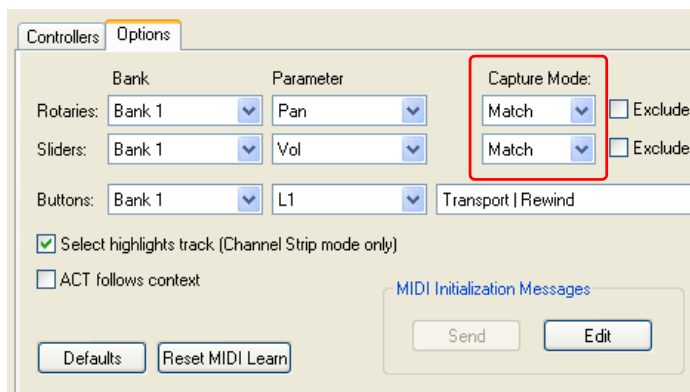 Controllers Options
Bank Parameter Capture Mode:
Rotaries: Bank 1 Pan Match Exclude
Sliders: Bank 1 Vol Match Exclude
Buttons: Bank 1 L1 Transport | Rewind
Select highlights track (Channel Strip mode only)
ACT follows context
MIDI Initialization Messages
Send Edit
Defaults Reset MIDI Learn